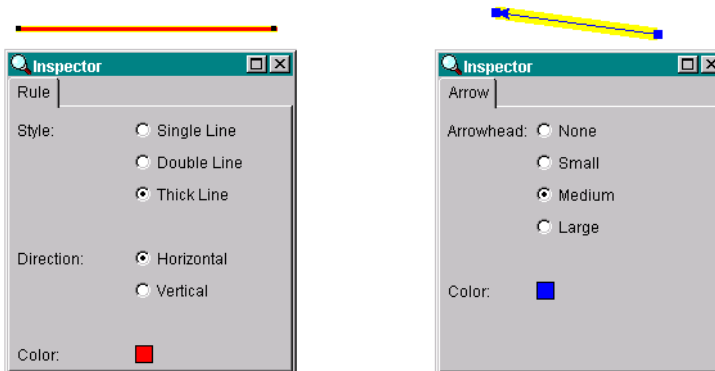 Inspector
Rule
Style:
Single Line
Double Line
Thick Line
Direction:
Horizontal
Vertical
Color:
Inspector
Arrow
Arrowhead:
None
Small
Medium
Large
Color: